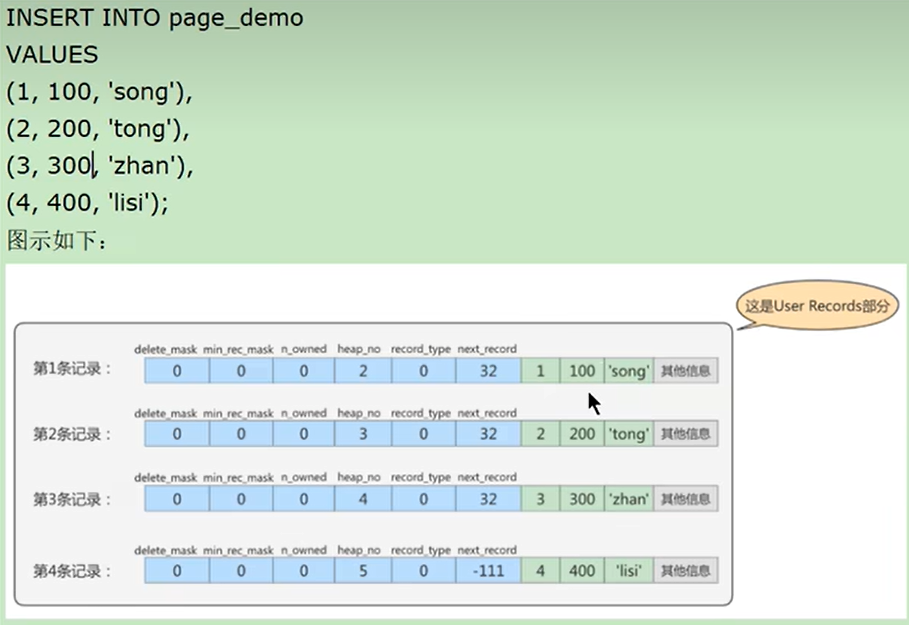 INSERT INTO page_demo
VALUES
(1, 100, 'song'),
(2, 200, 'tong'),
(3, 300, 'zhan'),
(4, 400, 'lisi');
图示如下：
这是User Records部分
delete_mask min_rec_mask n_owned heap_no record_type next_record
第1条记录： 0 0 0 2 0 32 1 100 'song' 其他信息
delete_mask min_rec_mask n_owned heap_no record_type next_record
第2条记录： 0 0 0 3 0 32 2 200 'tong' 其他信息
delete_mask min_rec_mask n_owned heap_no record_type next_record
第3条记录： 0 0 0 4 0 32 3 300 'zhan' 其他信息
delete_mask min_rec_mask n_owned heap_no record_type next_record
第4条记录： 0 0 0 5 0 -111 4 400 'lisi' 其他信息